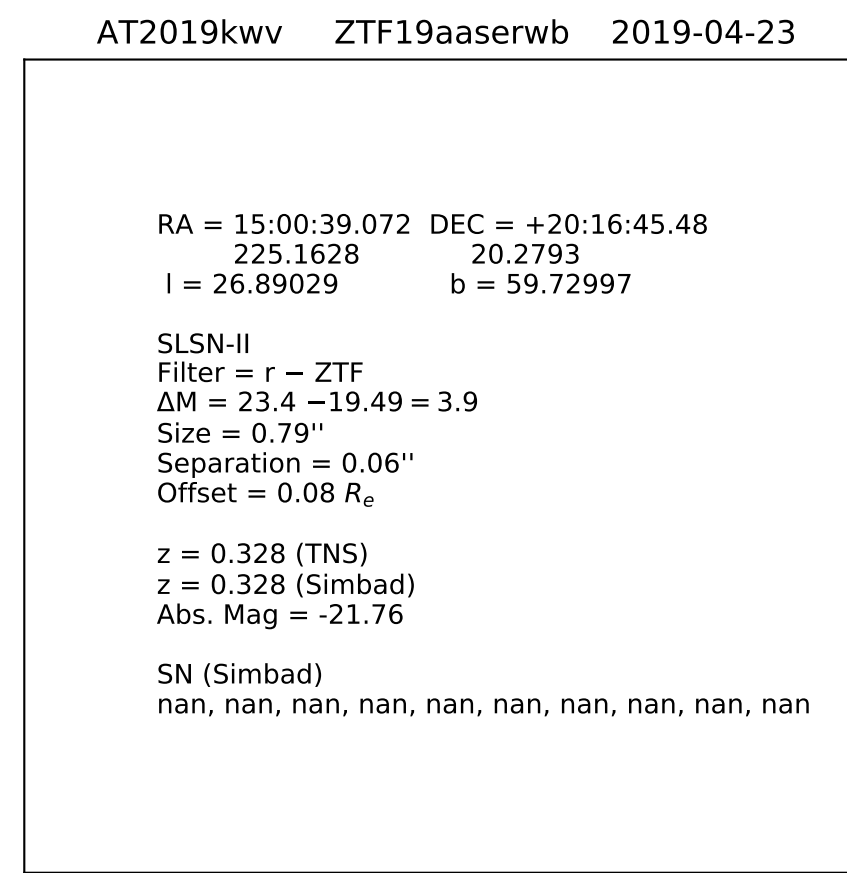 AT2019kwv ZTF19aaserwb 2019-04-23
RA = 15:00:39.072 DEC = +20:16:45.48
225.1628 20.2793
l = 26.89029 b = 59.72997
SLSN-II
Filter = r − ZTF
ΔM = 23.4 −19.49 = 3.9
Size = 0.79''
Separation = 0.06''
Offset = 0.08 Rₑ
z = 0.328 (TNS)
z = 0.328 (Simbad)
Abs. Mag = -21.76
SN (Simbad)
nan, nan, nan, nan, nan, nan, nan, nan, nan, nan